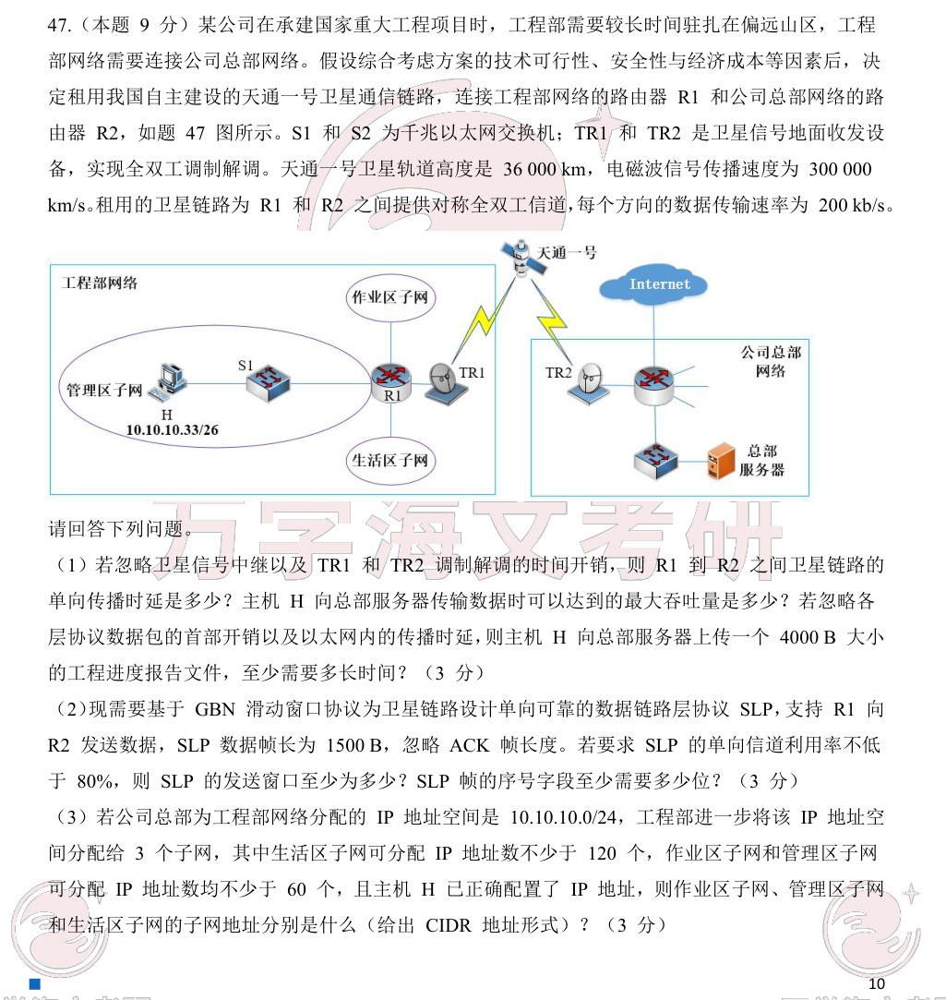 47.（本题 9 分）某公司在承建国家重大工程项目时，工程部需要较长时间驻扎在偏远山区，工程
部网络需要连接公司总部网络。假设综合考虑方案的技术可行性、安全性与经济成本等因素后，决
定租用我国自主建设的天通一号卫星通信链路，连接工程部网络的路由器 R1 和公司总部网络的路
由器 R2，如题 47 图所示。S1 和 S2 为千兆以太网交换机；TR1 和 TR2 是卫星信号地面收发设
备，实现全双工调制解调。天通一号卫星轨道高度是 36 000 km，电磁波信号传播速度为 300 000
km/s。租用的卫星链路为 R1 和 R2 之间提供对称全双工信道，每个方向的数据传输速率为 200 kb/s。
天通一号
工程部网络
作业区子网
Internet
公司总部
网络
S1
TR1
TR2
管理区子网
R1
H
10.10.10.33/26
生活区子网
总部
服务器
万学海文考研
请回答下列问题。
（1）若忽略卫星信号中继以及 TR1 和 TR2 调制解调的时间开销，则 R1 到 R2 之间卫星链路的
单向传播时延是多少？主机 H 向总部服务器传输数据时可以达到的最大吞吐量是多少？若忽略各
层协议数据包的首部开销以及以太网内的传播时延，则主机 H 向总部服务器上传一个 4000 B 大小
的工程进度报告文件，至少需要多长时间？（3 分）
（2）现需要基于 GBN 滑动窗口协议为卫星链路设计单向可靠的数据链路层协议 SLP，支持 R1 向
R2 发送数据，SLP 数据帧长为 1500 B，忽略 ACK 帧长度。若要求 SLP 的单向信道利用率不低
于 80%，则 SLP 的发送窗口至少为多少？SLP 帧的序号字段至少需要多少位？（3 分）
（3）若公司总部为工程部网络分配的 IP 地址空间是 10.10.10.0/24，工程部进一步将该 IP 地址空
间分配给 3 个子网，其中生活区子网可分配 IP 地址数不少于 120 个，作业区子网和管理区子网
可分配 IP 地址数均不少于 60 个，且主机 H 已正确配置了 IP 地址，则作业区子网、管理区子网
和生活区子网的子网地址分别是什么（给出 CIDR 地址形式）？（3 分）
10